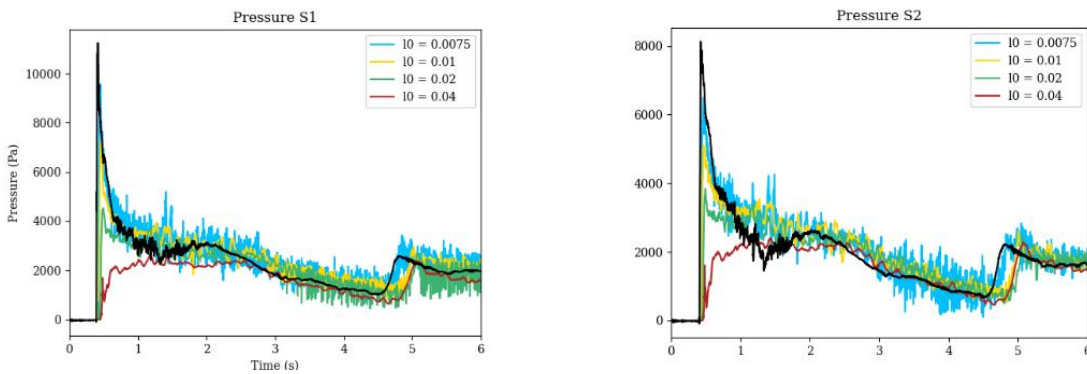 Pressure S1
Pressure (Pa)
10000
8000
6000
4000
2000
0
l0 = 0.0075
l0 = 0.01
l0 = 0.02
l0 = 0.04
0 1 2 3 4 5 6
Time (s)
Pressure S2
8000
6000
4000
2000
0
l0 = 0.0075
l0 = 0.01
l0 = 0.02
l0 = 0.04
0 1 2 3 4 5 6